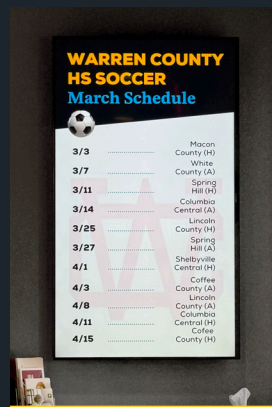 WARREN COUNTY
HS SOCCER
March Schedule
3/3 ........................ Macon
County (H)
3/7 ........................ White
County (A)
3/11 ........................ Spring
Hill (H)
3/14 ........................ Columbia
Central (A)
3/25 ........................ Lincoln
County (H)
3/27 ........................ Spring
Hill (A)
4/1 ........................ Shelbyville
Central (H)
4/3 ........................ Coffee
County (A)
4/8 ........................ Lincoln
County (A)
4/11 ........................ Columbia
Central (H)
4/15 ........................ Cofee
County (H)